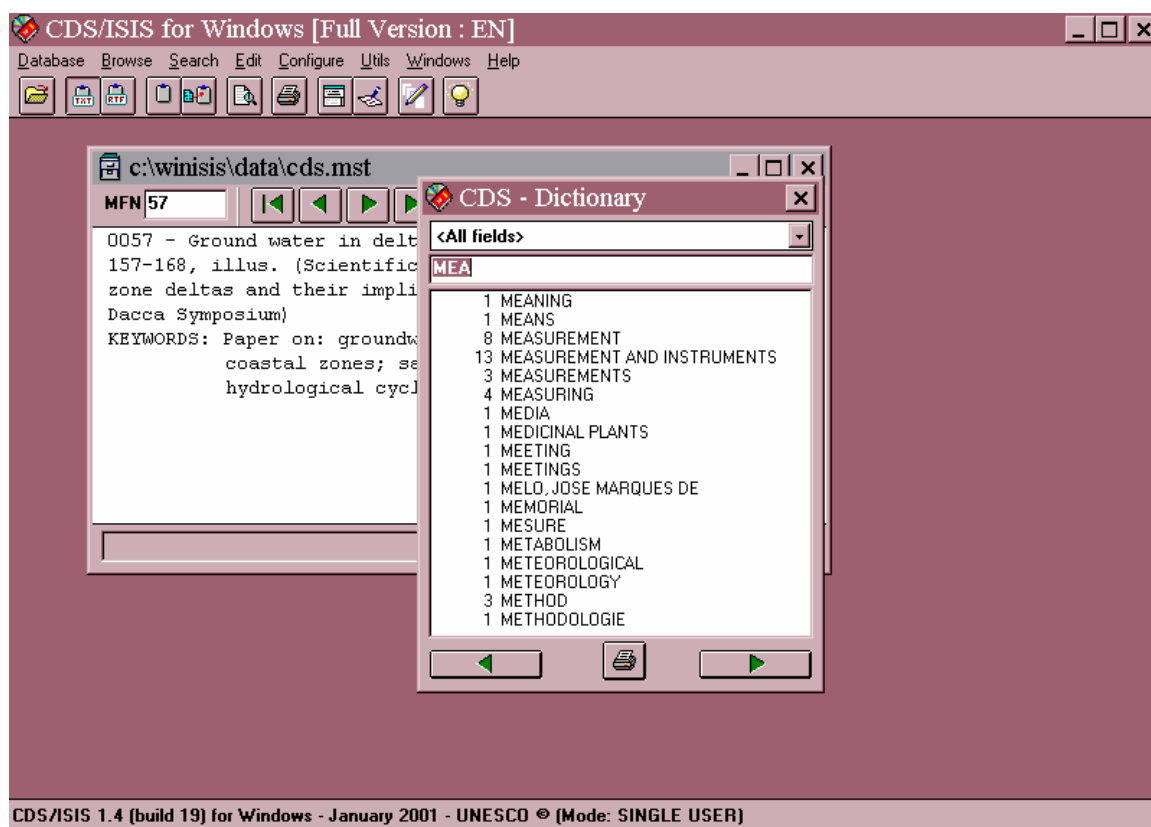 CDS/ISIS for Windows [Full Version : EN]
Database Browse Search Edit Configure Utils Windows Help
TXT RTF
c:\winisis\data\cds.mst
MFN 57
0057 - Ground water in delt
157-168, illus. (Scientific
zone deltas and their impli
Dacca Symposium)
KEYWORDS: Paper on: groundw
coastal zones; se
hydrological cycl
CDS - Dictionary
<All fields>
MEA
1 MEANING
1 MEANS
8 MEASUREMENT
13 MEASUREMENT AND INSTRUMENTS
3 MEASUREMENTS
4 MEASURING
1 MEDIA
1 MEDICINAL PLANTS
1 MEETING
1 MEETINGS
1 MELO, JOSE MARQUES DE
1 MEMORIAL
1 MESURE
1 METABOLISM
1 METEOROLOGICAL
1 METEOROLOGY
3 METHOD
1 METHODOLOGIE
CDS/ISIS 1.4 (build 19) for Windows - January 2001 - UNESCO © (Mode: SINGLE USER)